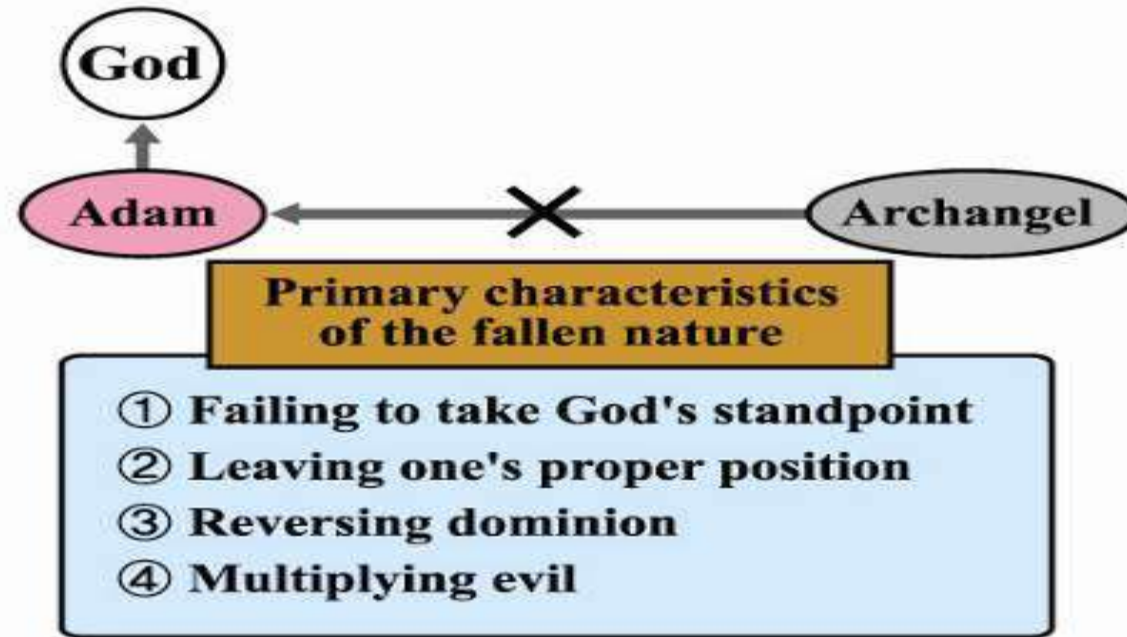 God
Adam
Archangel
Primary characteristics
of the fallen nature
① Failing to take God's standpoint
② Leaving one's proper position
③ Reversing dominion
④ Multiplying evil